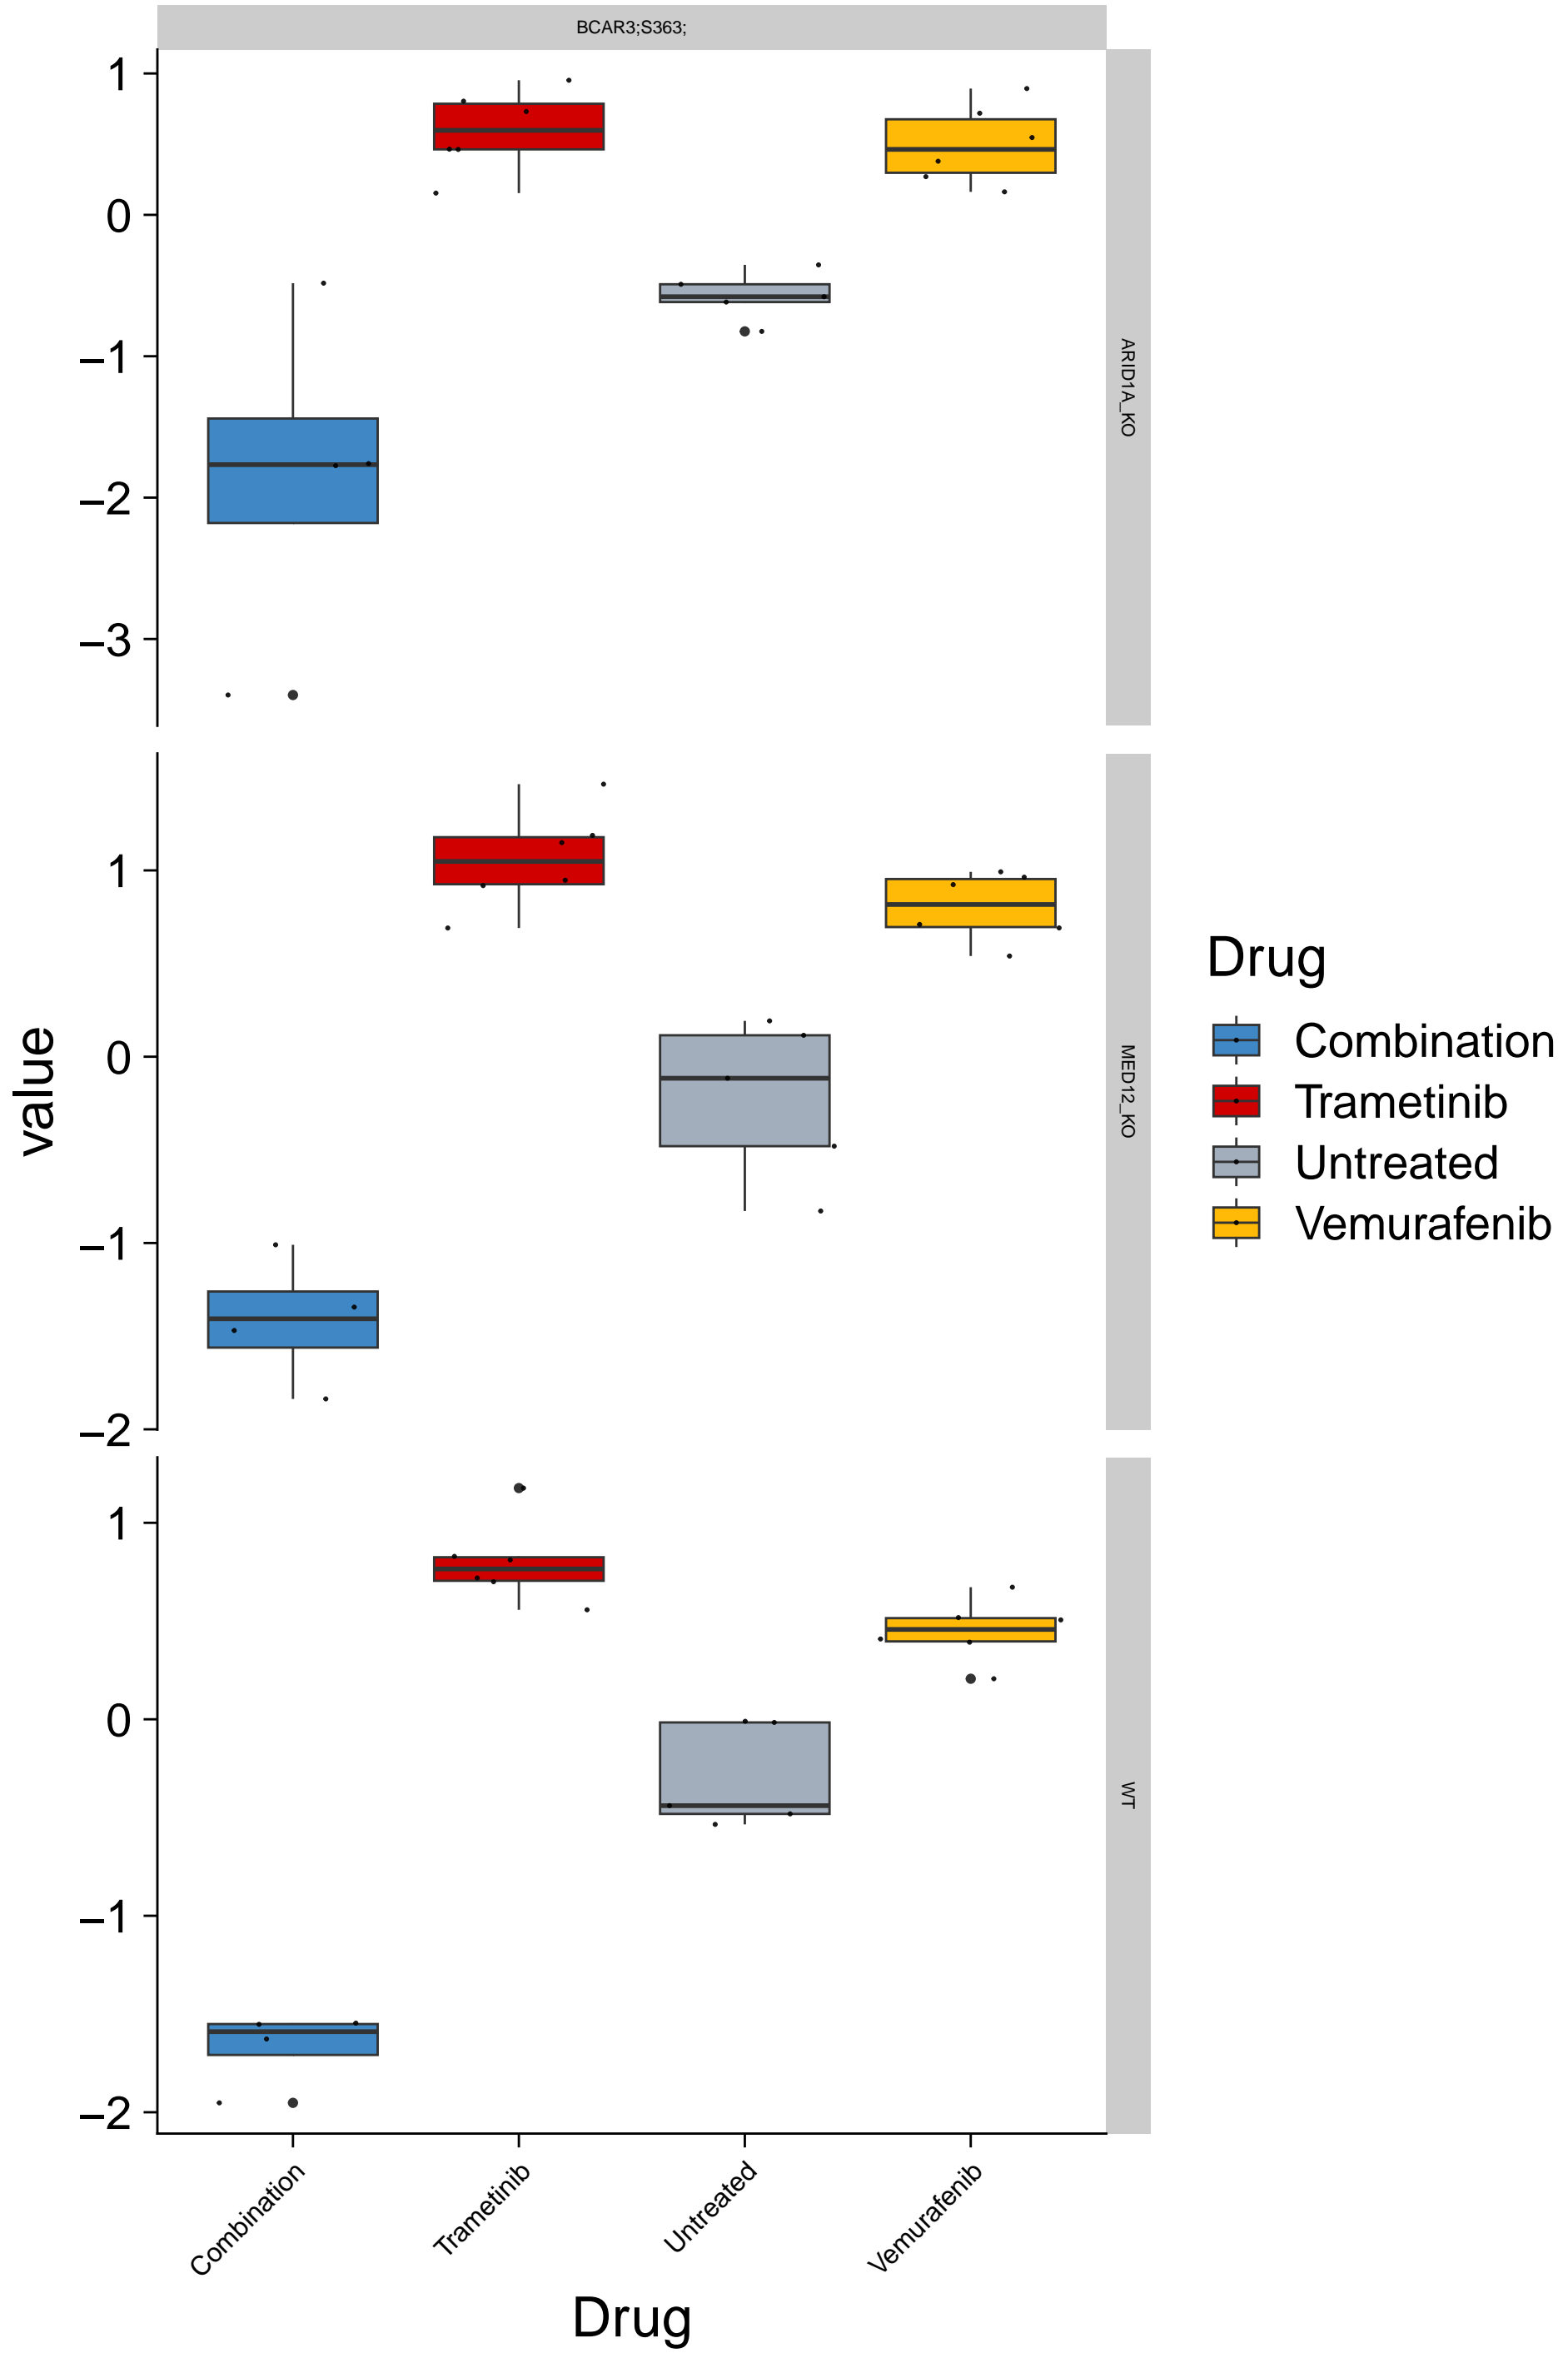 BCAR3;S363;
1
0
−1
−2
−3
ARID1A_KO
1
0
−1
−2
MED12_KO
1
0
−1
−2
WT
value
Combination
Trametinib
Untreated
Vemurafenib
Drug
Drug
Combination
Trametinib
Untreated
Vemurafenib